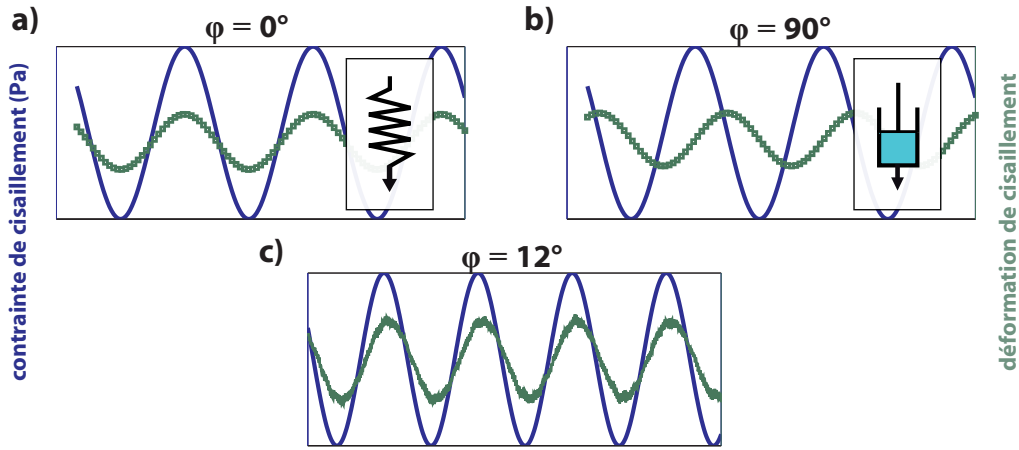 a)
φ = 0°
b)
φ = 90°
contrainte de cisaillement (Pa)
déformation de cisaillement
c)
φ = 12°